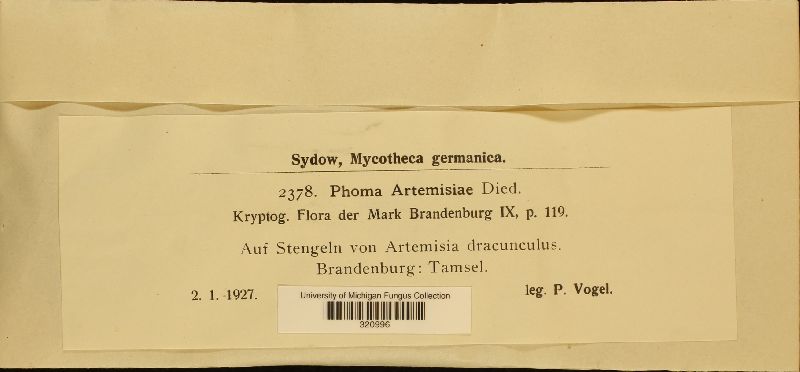 Sydow, Mycotheca germanica.
2378. Phoma Artemisiae Died.
Kryptog. Flora der Mark Brandenburg IX, p. 119.
Auf Stengeln von Artemisia dracunculus.
Brandenburg: Tamsel.
2. 1. 1927. leg. P. Vogel.
University of Michigan Fungus Collection
320996